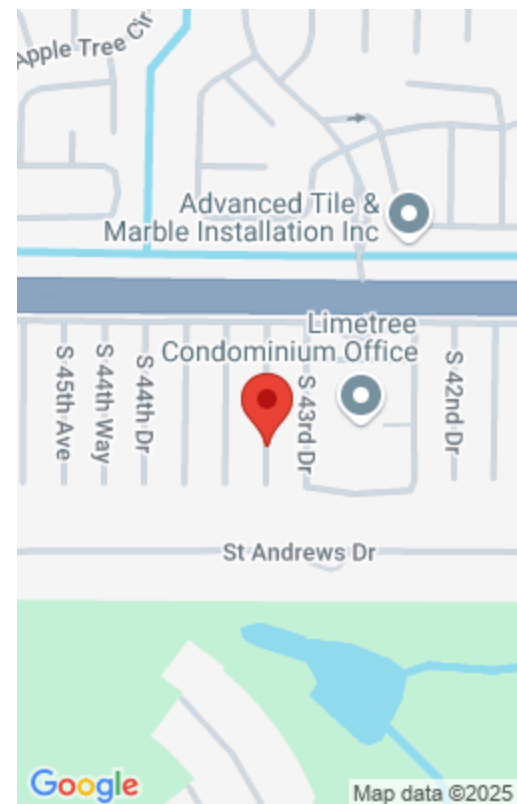 Apple Tree Cir
Advanced Tile &
Marble Installation Inc
Limetree
Condominium Office
S 45th Ave
S 44th Way
S 44th Dr
S 43rd Dr
S 42nd Dr
St Andrews Dr
Google
Map data ©2025